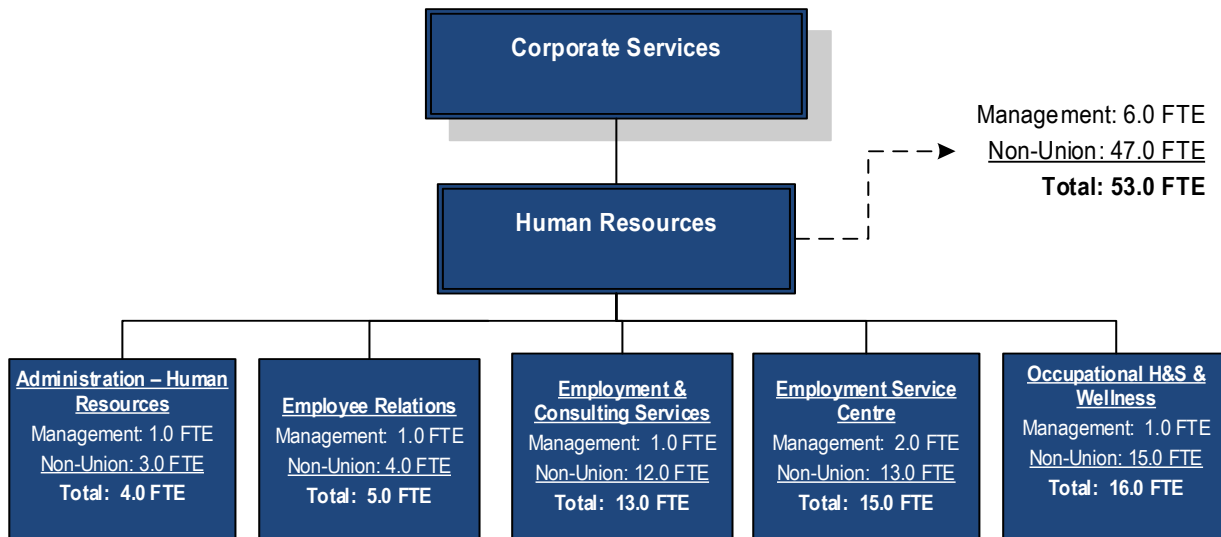 Corporate Services
Management: 6.0 FTE
Non-Union: 47.0 FTE
Total: 53.0 FTE
Human Resources
Administration – Human
Resources
Management: 1.0 FTE
Non-Union: 3.0 FTE
Total: 4.0 FTE
Employee Relations
Management: 1.0 FTE
Non-Union: 4.0 FTE
Total: 5.0 FTE
Employment &
Consulting Services
Management: 1.0 FTE
Non-Union: 12.0 FTE
Total: 13.0 FTE
Employment Service
Centre
Management: 2.0 FTE
Non-Union: 13.0 FTE
Total: 15.0 FTE
Occupational H&S &
Wellness
Management: 1.0 FTE
Non-Union: 15.0 FTE
Total: 16.0 FTE